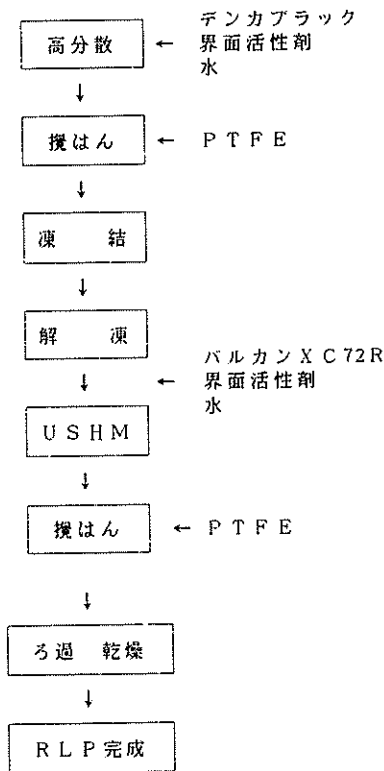 デンカブラック
高分散 ← 界面活性剤
水
↓
攪はん ← PTFE
↓
凍 結
↓
解 凍
バルカンXC72R
↓ ← 界面活性剤
水
USHM
↓
攪はん ← PTFE
↓
ろ過 乾燥
↓
RLP完成